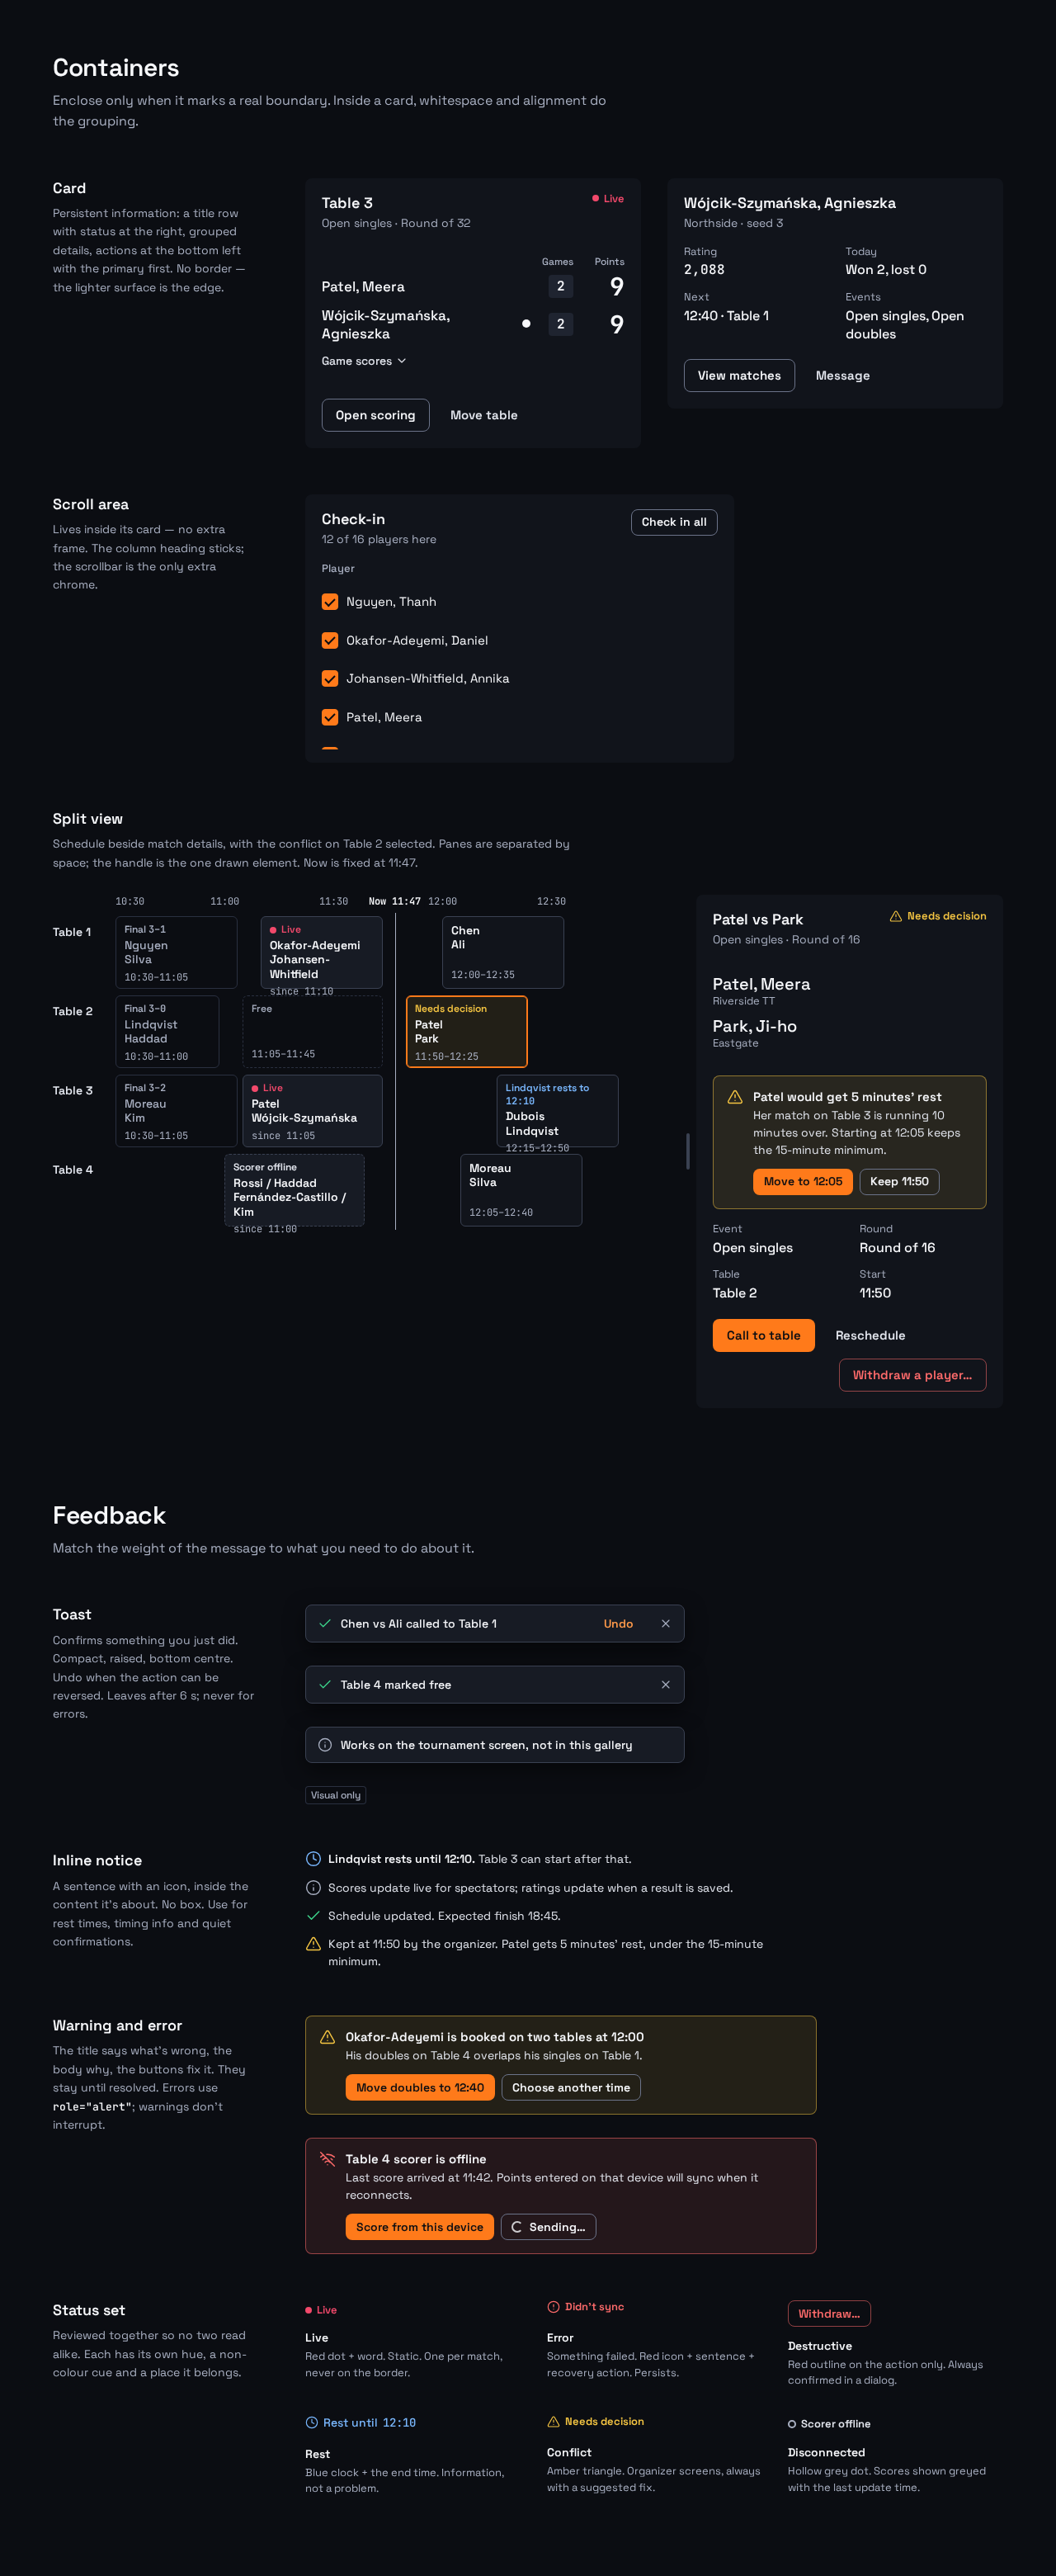 Containers
Enclose only when it marks a real boundary. Inside a card, whitespace and alignment do
the grouping.
Card
Persistent information: a title row
with status at the right, grouped
details, actions at the bottom left
with the primary first. No border —
the lighter surface is the edge.
Table 3
Live
Open singles · Round of 32
Games Points
Patel, Meera 2 9
Wójcik-Szymańska,
Agnieszka
2 9
Game scores
Open scoring Move table
Wójcik-Szymańska, Agnieszka
Northside · seed 3
Rating Today
2,088 Won 2, lost 0
Next Events
12:40 · Table 1 Open singles, Open
doubles
View matches Message
Scroll area
Lives inside its card — no extra
frame. The column heading sticks;
the scrollbar is the only extra
chrome.
Check-in
12 of 16 players here
Check in all
Player
Nguyen, Thanh
Okafor-Adeyemi, Daniel
Johansen-Whitfield, Annika
Patel, Meera
Split view
Schedule beside match details, with the conflict on Table 2 selected. Panes are separated by
space; the handle is the one drawn element. Now is fixed at 11:47.
10:30 11:00 11:30 Now 11:47 12:00 12:30
Table 1
Final 3–1
Nguyen
Silva
10:30–11:05
Live
Okafor-Adeyemi
Johansen-
Whitfield
since 11:10
Chen
Ali
12:00–12:35
Table 2
Final 3–0
Lindqvist
Haddad
10:30–11:00
Free
11:05–11:45
Needs decision
Patel
Park
11:50–12:25
Table 3
Final 3–2
Moreau
Kim
10:30–11:05
Live
Patel
Wójcik-Szymańska
since 11:05
Lindqvist rests to
12:10
Dubois
Lindqvist
12:15–12:50
Table 4
Scorer offline
Rossi / Haddad
Fernández-Castillo /
Kim
since 11:00
Moreau
Silva
12:05–12:40
Patel vs Park
Needs decision
Open singles · Round of 16
Patel, Meera
Riverside TT
Park, Ji-ho
Eastgate
Patel would get 5 minutes’ rest
Her match on Table 3 is running 10
minutes over. Starting at 12:05 keeps
the 15-minute minimum.
Move to 12:05 Keep 11:50
Event Round
Open singles Round of 16
Table Start
Table 2 11:50
Call to table Reschedule
Withdraw a player…
Feedback
Match the weight of the message to what you need to do about it.
Toast
Confirms something you just did.
Compact, raised, bottom centre.
Undo when the action can be
reversed. Leaves after 6 s; never for
errors.
Chen vs Ali called to Table 1 Undo
Table 4 marked free
Works on the tournament screen, not in this gallery
Visual only
Inline notice
A sentence with an icon, inside the
content it’s about. No box. Use for
rest times, timing info and quiet
confirmations.
Lindqvist rests until 12:10. Table 3 can start after that.
Scores update live for spectators; ratings update when a result is saved.
Schedule updated. Expected finish 18:45.
Kept at 11:50 by the organizer. Patel gets 5 minutes’ rest, under the 15-minute
minimum.
Warning and error
The title says what’s wrong, the
body why, the buttons fix it. They
stay until resolved. Errors use
role="alert"; warnings don’t
interrupt.
Okafor-Adeyemi is booked on two tables at 12:00
His doubles on Table 4 overlaps his singles on Table 1.
Move doubles to 12:40 Choose another time
Table 4 scorer is offline
Last score arrived at 11:42. Points entered on that device will sync when it
reconnects.
Score from this device Sending…
Status set
Reviewed together so no two read
alike. Each has its own hue, a non-
colour cue and a place it belongs.
Live
Live
Red dot + word. Static. One per match,
never on the border.
Didn’t sync
Error
Something failed. Red icon + sentence +
recovery action. Persists.
Withdraw…
Destructive
Red outline on the action only. Always
confirmed in a dialog.
Rest until 12:10
Rest
Blue clock + the end time. Information,
not a problem.
Needs decision
Conflict
Amber triangle. Organizer screens, always
with a suggested fix.
Scorer offline
Disconnected
Hollow grey dot. Scores shown greyed
with the last update time.